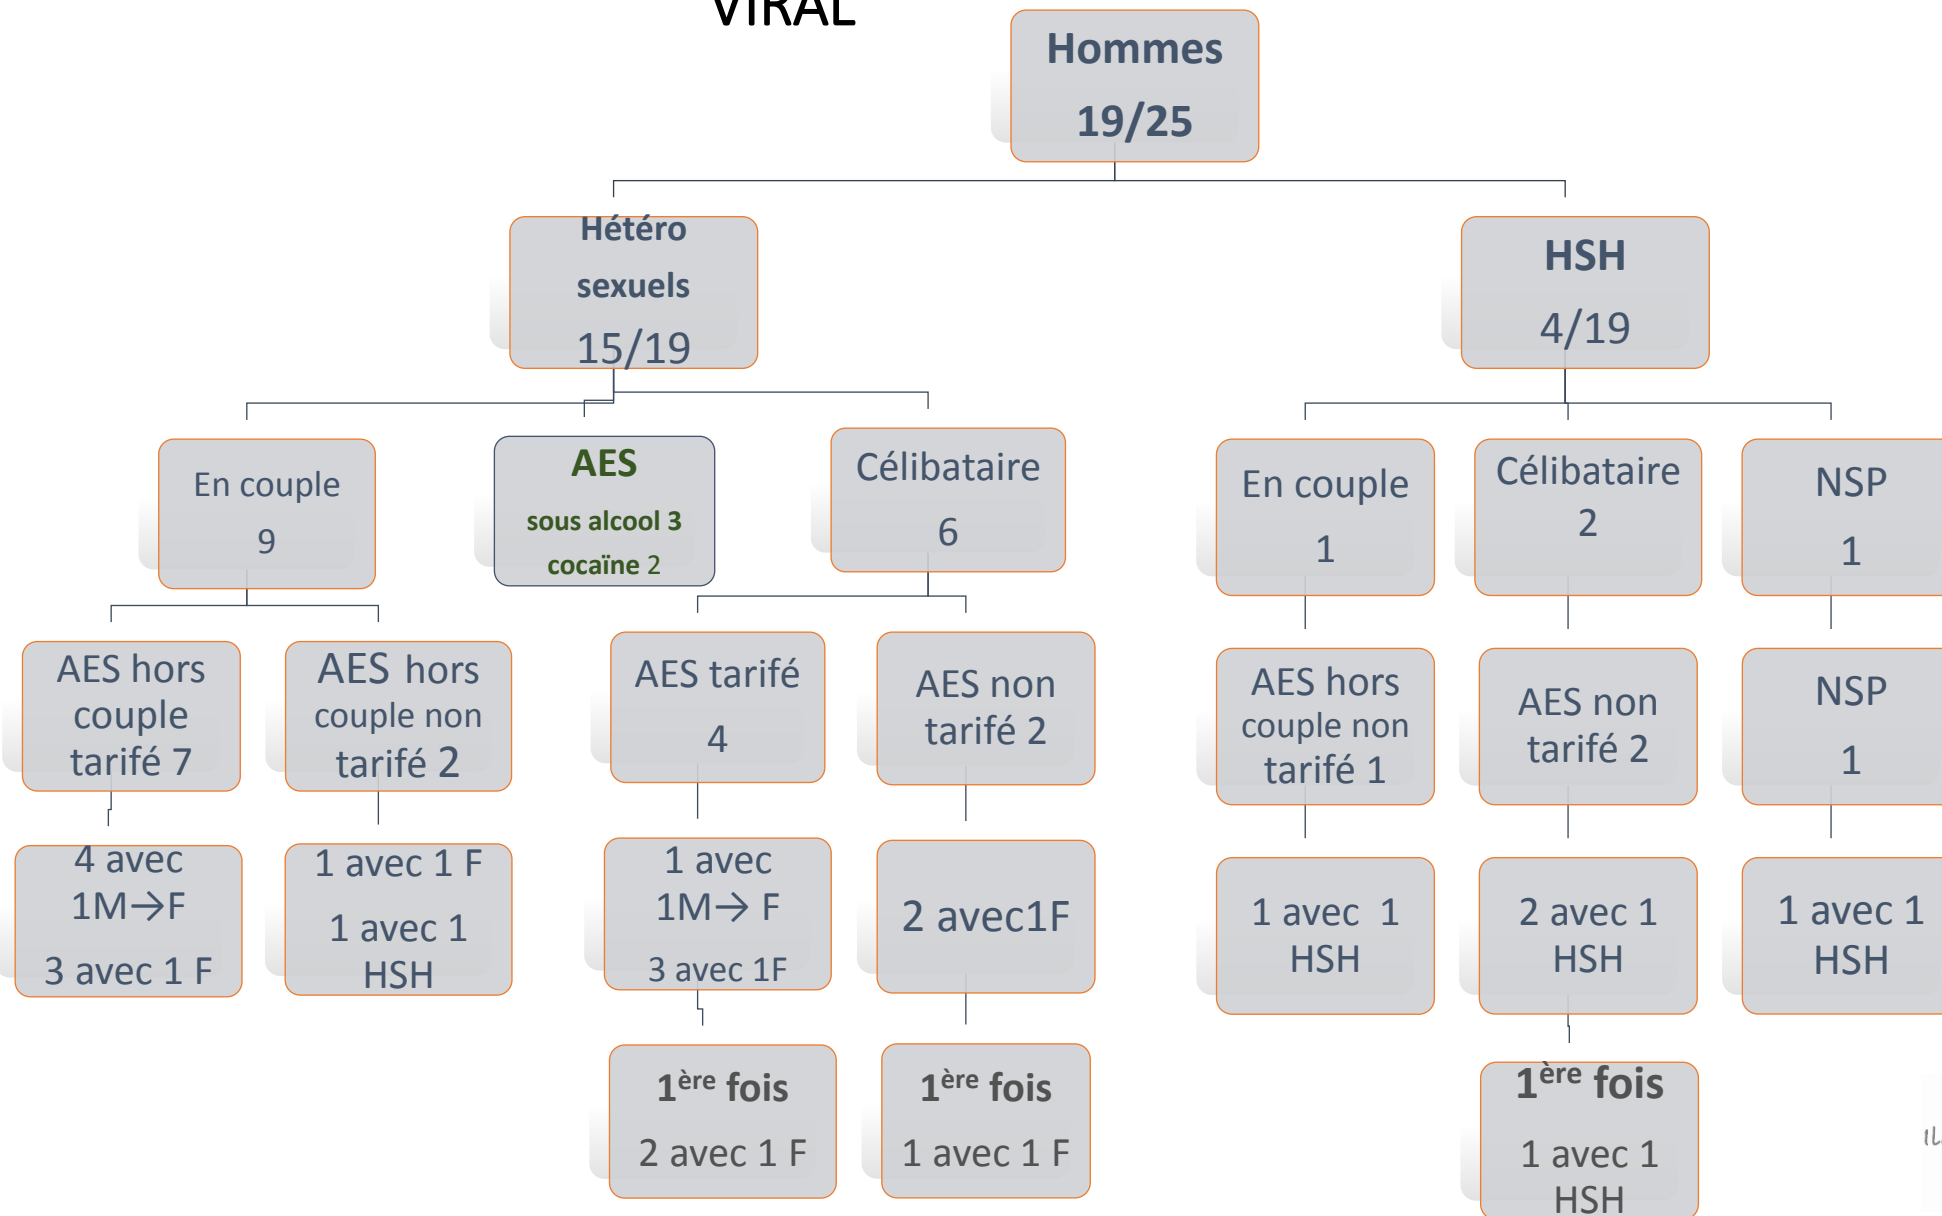 VIRAL
Hommes
19/25
Hétéro
sexuels
15/19
HSH
4/19
En couple
9
AES
sous alcool 3
cocaïne 2
Célibataire
6
En couple
1
Célibataire
2
NSP
1
AES hors
couple
tarifé 7
AES hors
couple non
tarifé 2
AES tarifé
4
AES non
tarifé 2
AES hors
couple non
tarifé 1
AES non
tarifé 2
NSP
1
4 avec
1M→F
3 avec 1 F
1 avec 1 F
1 avec 1
HSH
1 avec
1M→ F
3 avec 1F
2 avec1F
1 avec 1
HSH
2 avec 1
HSH
1 avec 1
HSH
1ère fois
2 avec 1 F
1ère fois
1 avec 1 F
1ère fois
1 avec 1
HSH